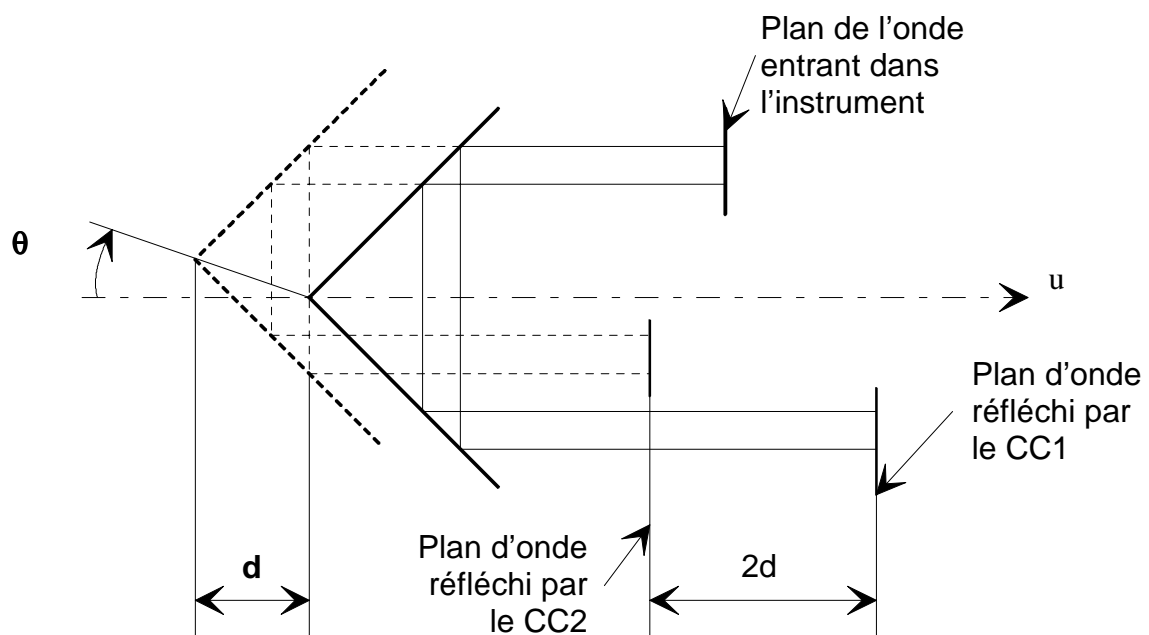 Plan de l’onde
entrant dans
l’instrument
θ
u
Plan d’onde
réfléchi par
le CC1
Plan d’onde
réfléchi par
le CC2
d
2d